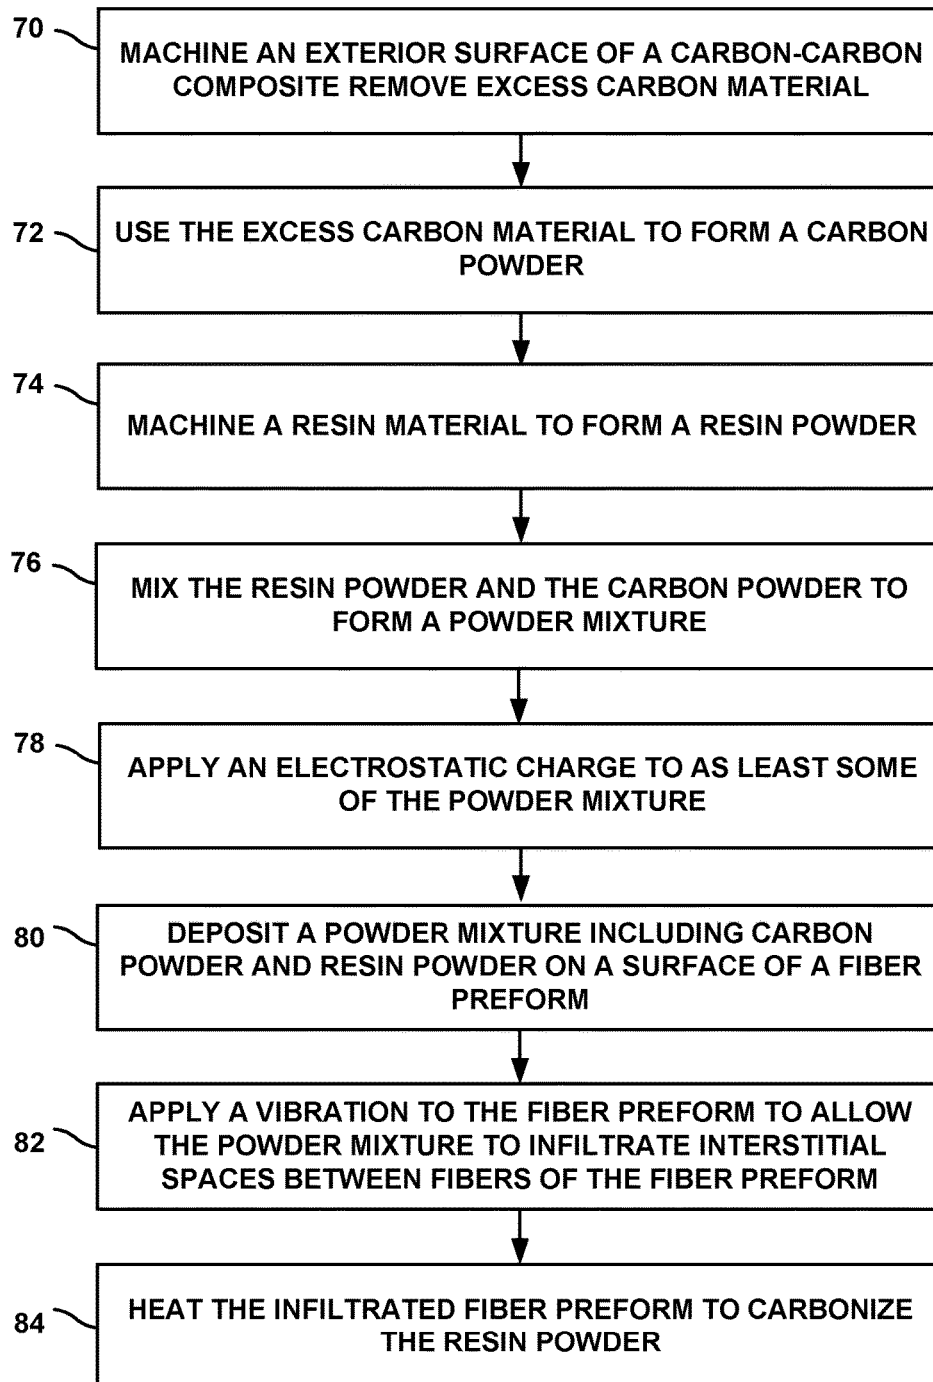 70
MACHINE AN EXTERIOR SURFACE OF A CARBON-CARBON
COMPOSITE REMOVE EXCESS CARBON MATERIAL
72
USE THE EXCESS CARBON MATERIAL TO FORM A CARBON
POWDER
74
MACHINE A RESIN MATERIAL TO FORM A RESIN POWDER
76
MIX THE RESIN POWDER AND THE CARBON POWDER TO
FORM A POWDER MIXTURE
78
APPLY AN ELECTROSTATIC CHARGE TO AS LEAST SOME
OF THE POWDER MIXTURE
80
DEPOSIT A POWDER MIXTURE INCLUDING CARBON
POWDER AND RESIN POWDER ON A SURFACE OF A FIBER
PREFORM
82
APPLY A VIBRATION TO THE FIBER PREFORM TO ALLOW
THE POWDER MIXTURE TO INFILTRATE INTERSTITIAL
SPACES BETWEEN FIBERS OF THE FIBER PREFORM
84
HEAT THE INFILTRATED FIBER PREFORM TO CARBONIZE
THE RESIN POWDER